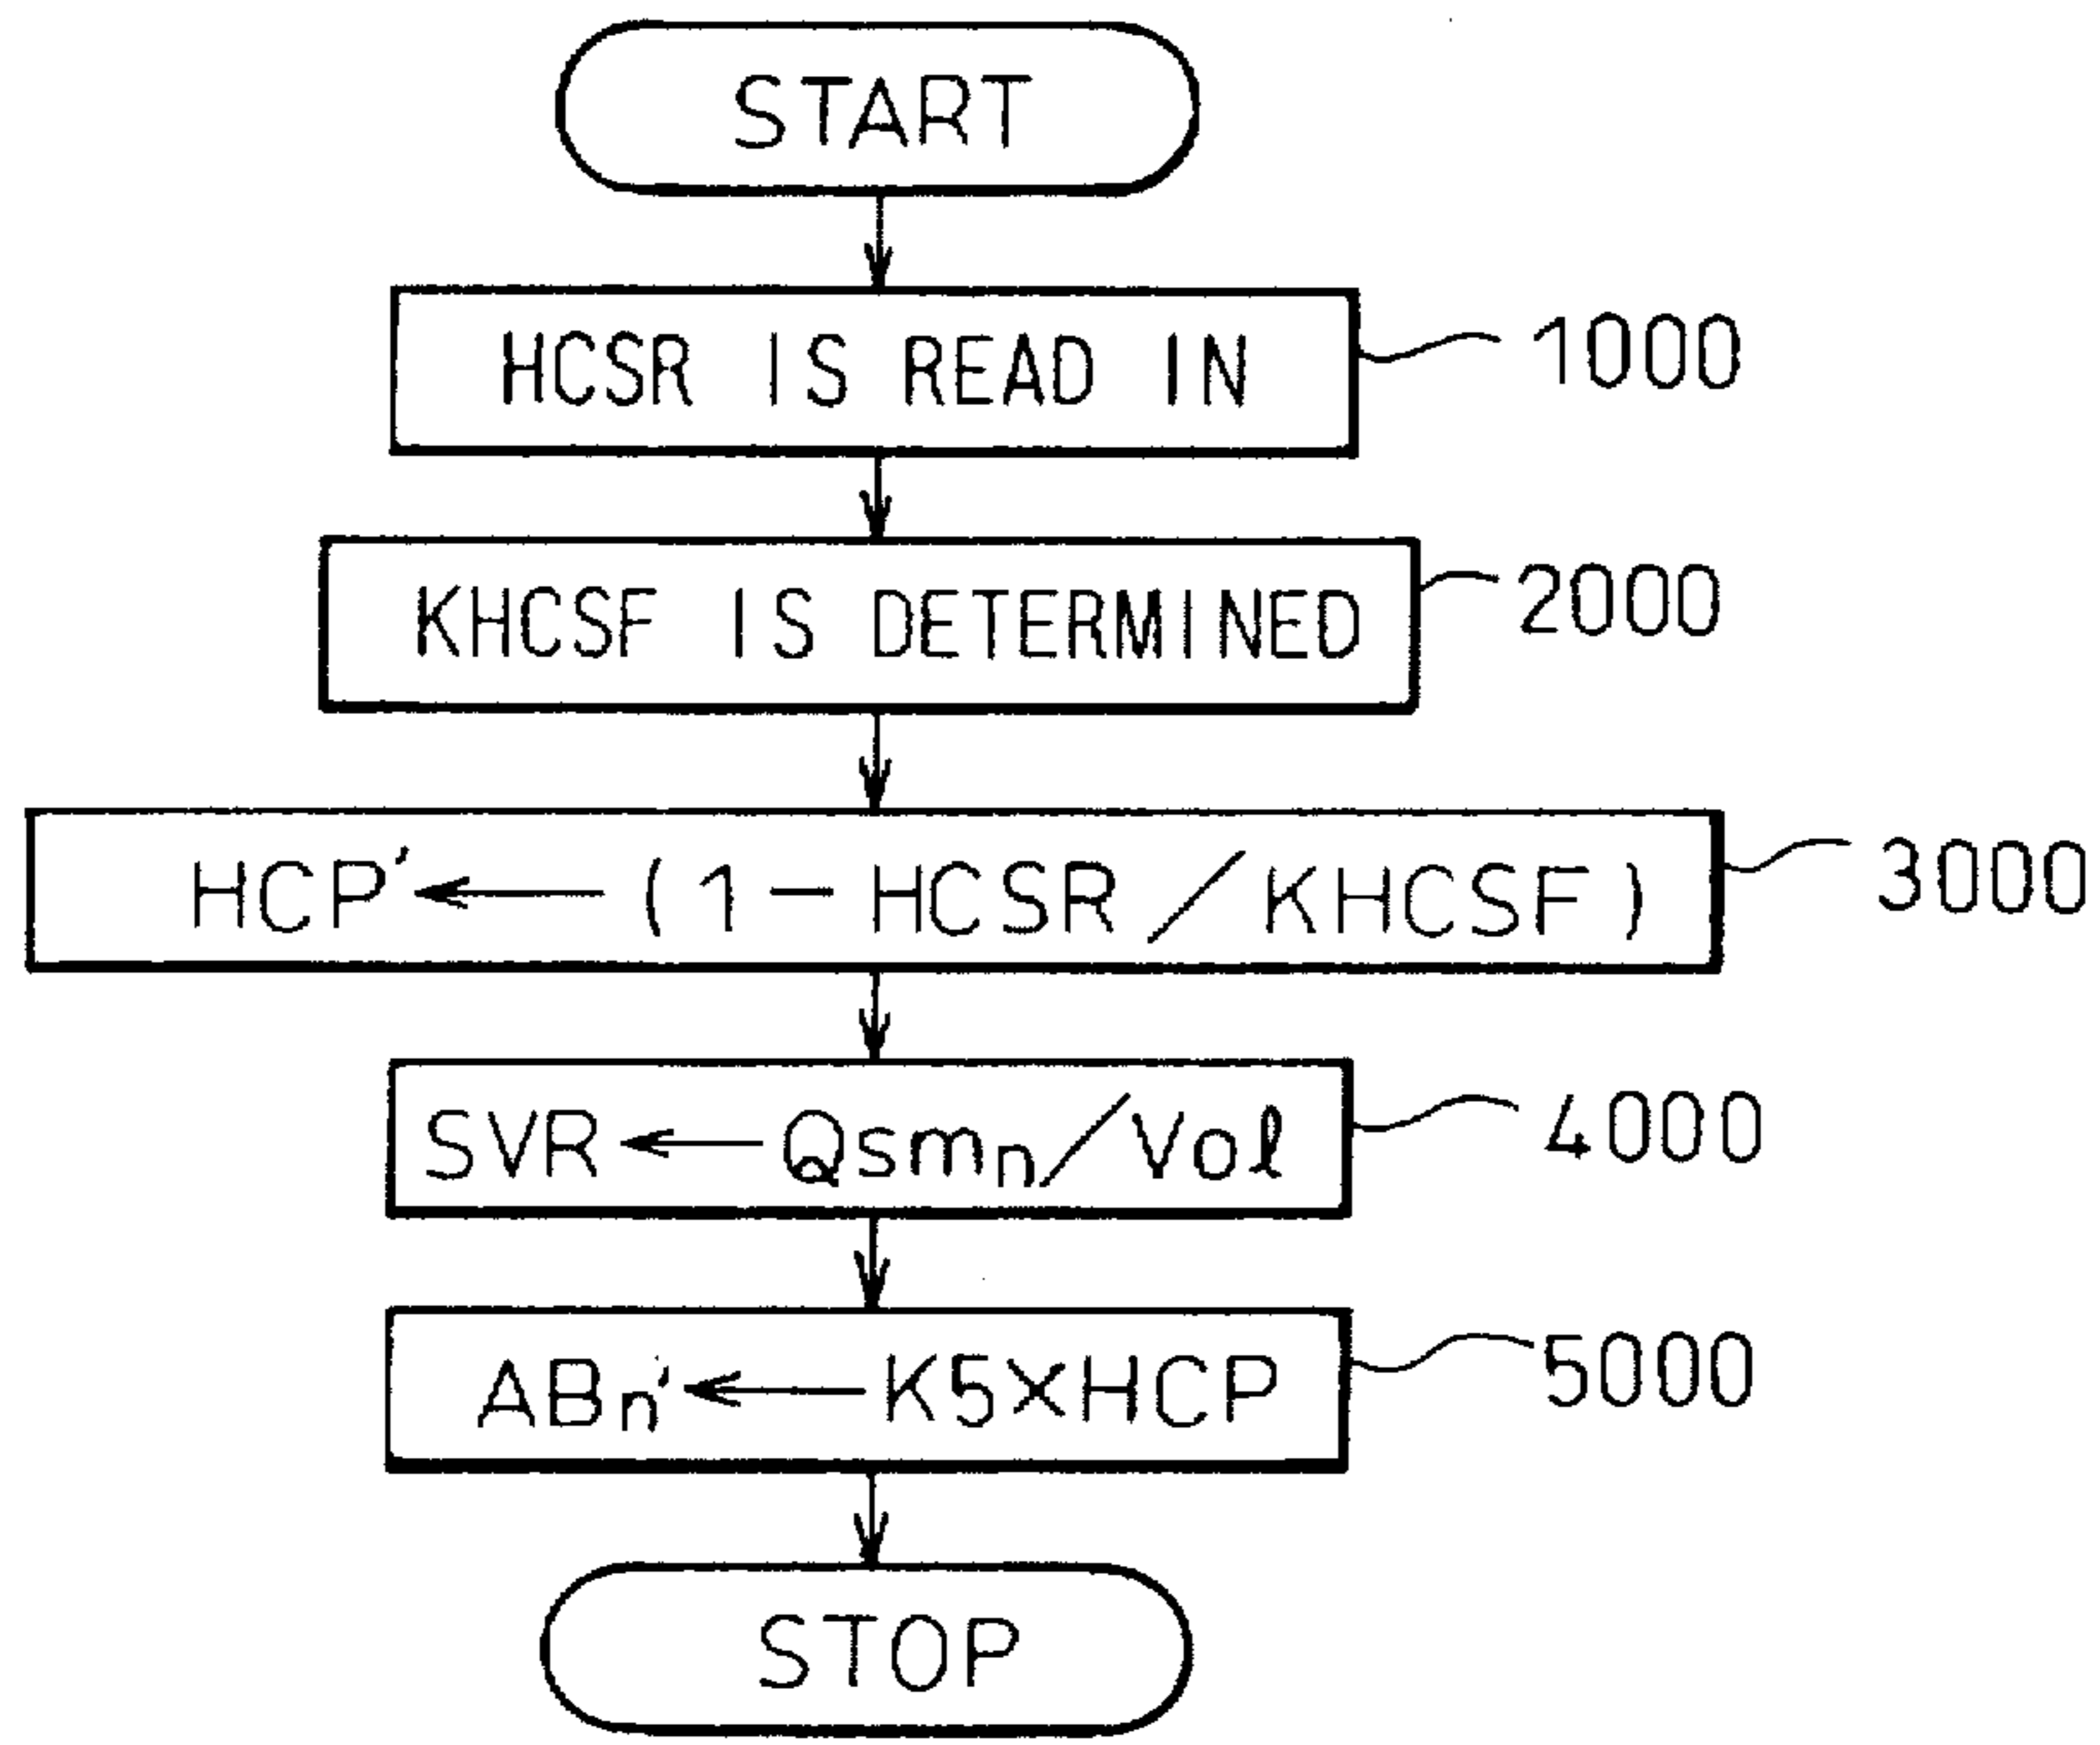 START
HCSR IS READ IN 1000
KHCSF IS DETERMINED 2000
HCP' ← (1-HCSR/KHCSF) 3000
SVR ← Qsmn/Vol 4000
ABn' ← K5×HCP 5000
STOP